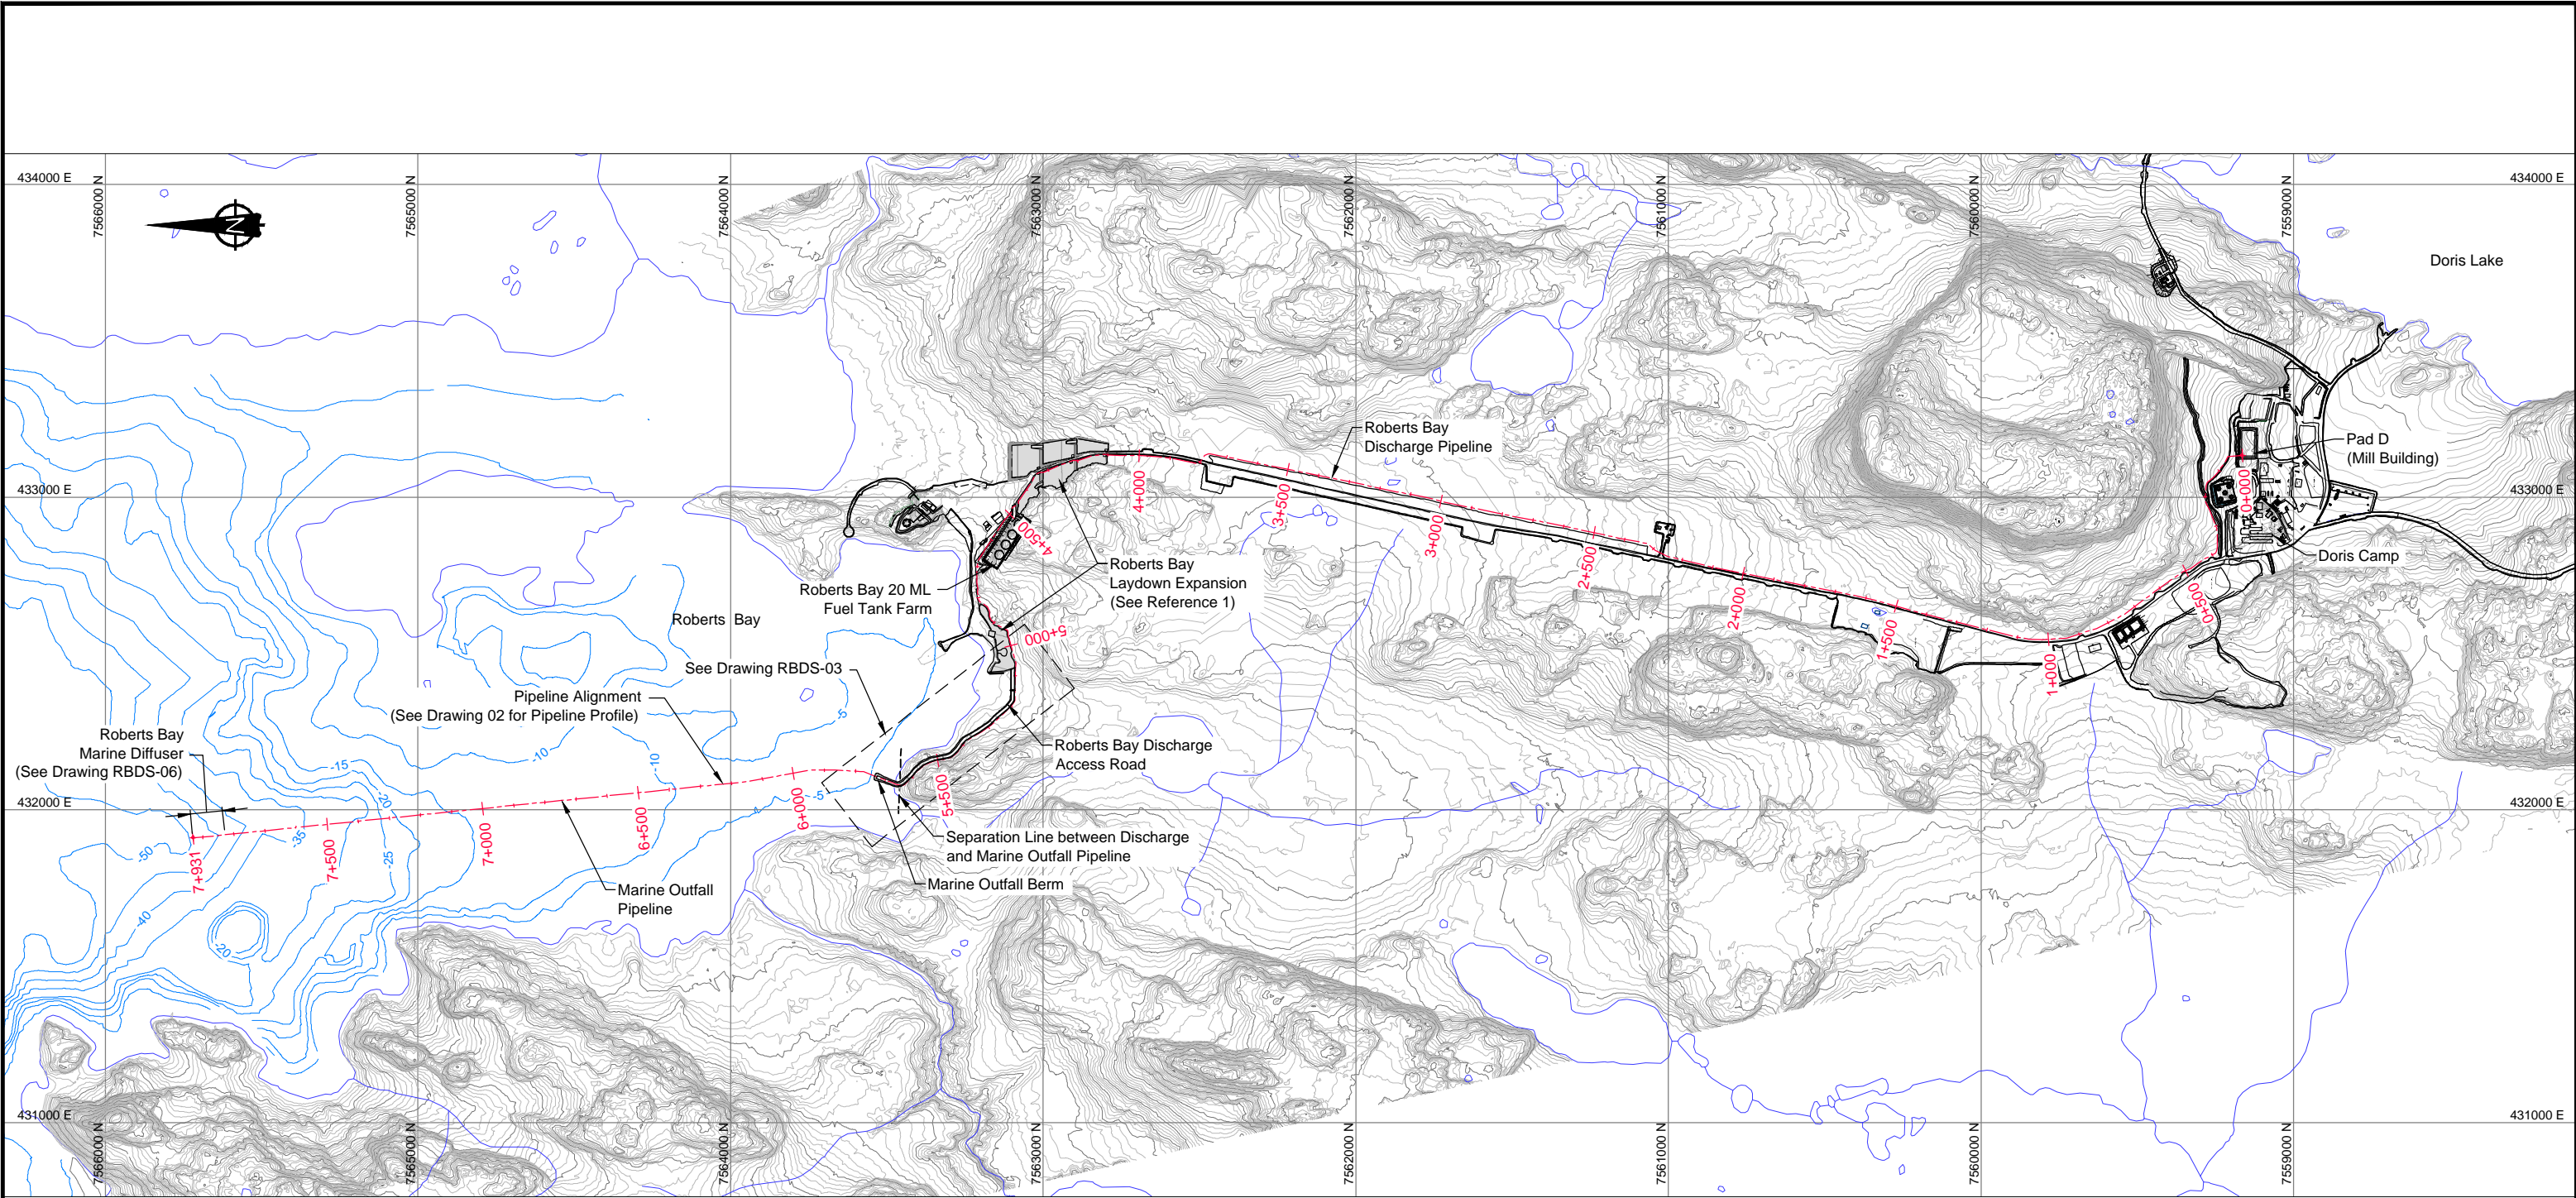 434000 E
434000 E
7566000 N
7565000 N
7564000 N
7563000 N
7562000 N
7561000 N
7560000 N
7559000 N
N
Doris Lake
Roberts Bay
Discharge Pipeline
Pad D
(Mill Building)
433000 E
433000 E
0+000
4+000
3+500
3+000
4+500
2+500
Doris Camp
Roberts Bay
Laydown Expansion
(See Reference 1)
Roberts Bay 20 ML
Fuel Tank Farm
2+000
0+500
Roberts Bay
5+000
1+500
See Drawing RBDS-03
1+000
Pipeline Alignment
(See Drawing 02 for Pipeline Profile)
-5
Roberts Bay
Marine Diffuser
(See Drawing RBDS-06)
Roberts Bay Discharge
Access Road
-10
-10
-15
-20
-5
432000 E
432000 E
5+500
6+000
6+500
7+000
7+500
7+931
-35
-50
-25
Separation Line between Discharge
and Marine Outfall Pipeline
Marine Outfall Berm
Marine Outfall
Pipeline
-40
-20
431000 E
431000 E
7566000 N
7565000 N
7564000 N
7563000 N
7562000 N
7561000 N
7560000 N
7559000 N